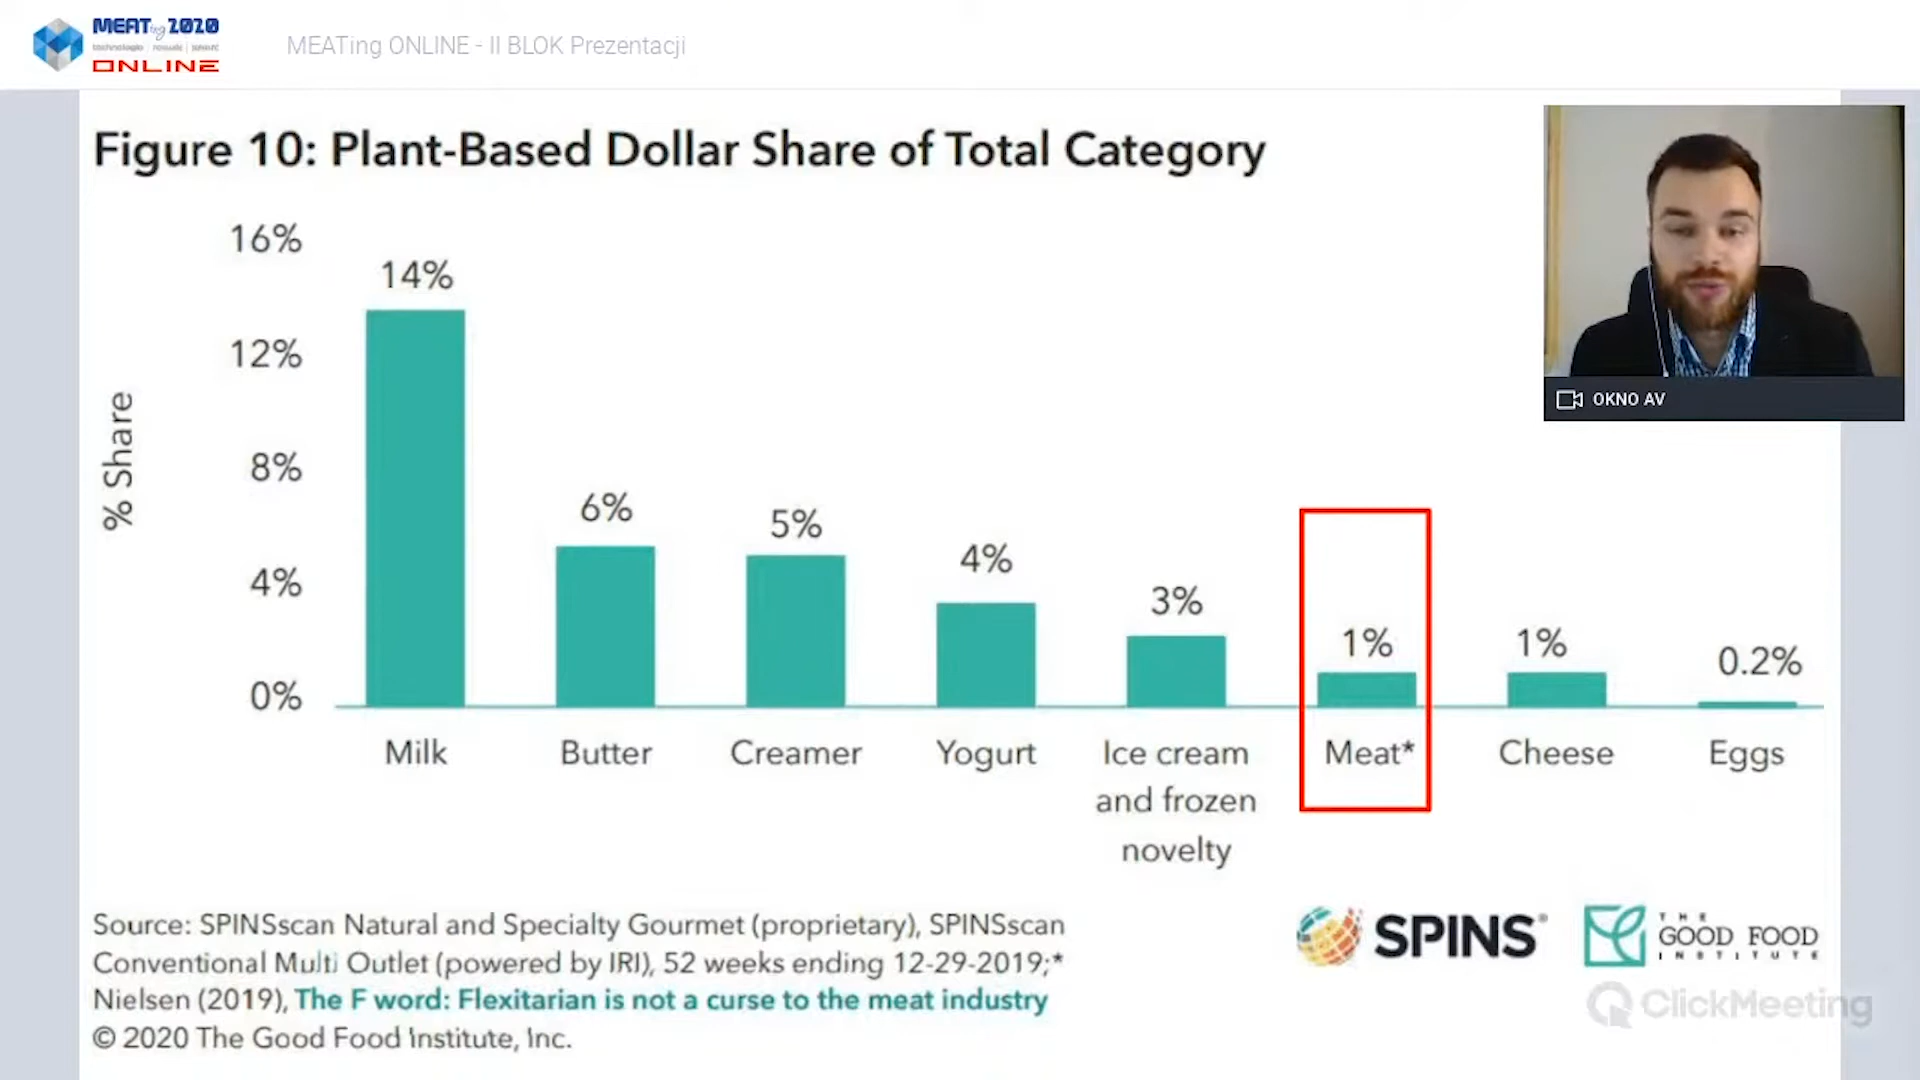 MEATing 2020
technologie | rozwój | jakość
ONLINE
MEATing ONLINE - II BLOK Prezentacji
Figure 10: Plant-Based Dollar Share of Total Category
% Share
16%
12%
8%
4%
0%
14%
6%
5%
4%
3%
1%
1%
0.2%
Milk
Butter
Creamer
Yogurt
Ice cream
and frozen
novelty
Meat*
Cheese
Eggs
OKNO AV
Source: SPINSscan Natural and Specialty Gourmet (proprietary), SPINSscan
Conventional Multi Outlet (powered by IRI), 52 weeks ending 12-29-2019;*
Nielsen (2019), The F word: Flexitarian is not a curse to the meat industry
© 2020 The Good Food Institute, Inc.
SPINS®
THE
GOOD FOOD
INSTITUTE
ClickMeeting